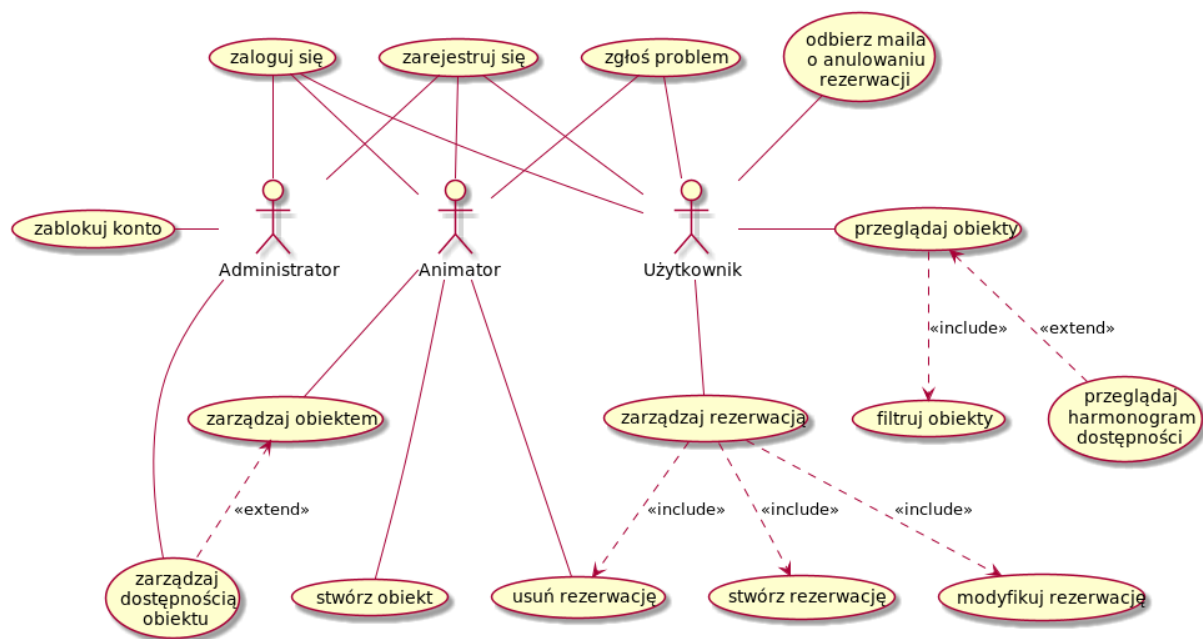 zaloguj się
zarejestruj się
zgłoś problem
odbierz maila
o anulowaniu
rezerwacji
zablokuj konto
Administrator
Animator
Użytkownik
przeglądaj obiekty
«include»
«extend»
zarządzaj obiektem
zarządzaj rezerwacją
filtruj obiekty
przeglądaj
harmonogram
dostępności
«extend»
«include»
«include»
«include»
zarządzaj
dostępnością
obiektu
stwórz obiekt
usuń rezerwację
stwórz rezerwację
modyfikuj rezerwację